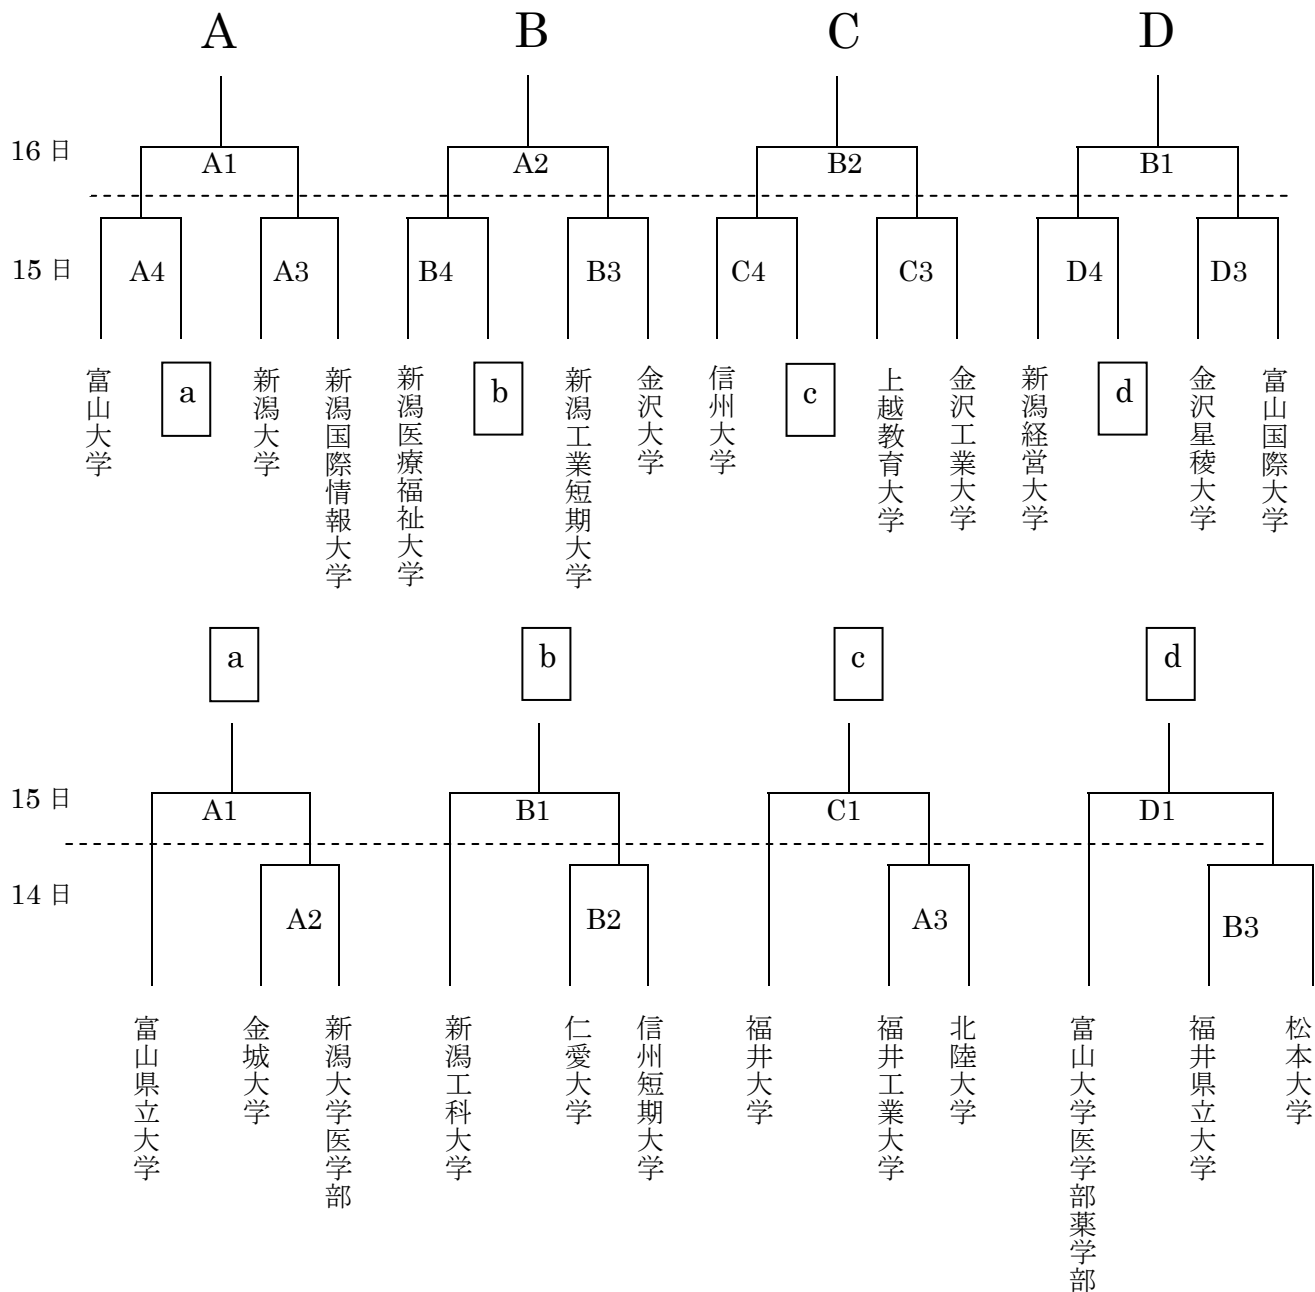 A B C D
16日
A1 A2 B2 B1
15日
A4 A3 B4 B3 C4 C3 D4 D3
富山大学
a
新潟大学
新潟国際情報大学
新潟医療福祉大学
b
新潟工業短期大学
金沢大学
信州大学
c
上越教育大学
金沢工業大学
新潟経営大学
d
金沢星稜大学
富山国際大学
a b c d
15日
A1 B1 C1 D1
14日
A2 B2 A3 B3
富山県立大学
金城大学
新潟大学医学部
新潟工科大学
仁愛大学
信州短期大学
福井大学
福井工業大学
北陸大学
富山大学医学部薬学部
福井県立大学
松本大学